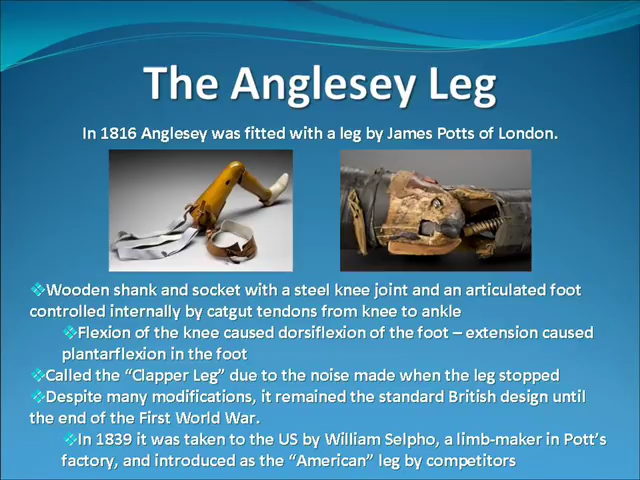 The Anglesey Leg
In 1816 Anglesey was fitted with a leg by James Potts of London.
Wooden shank and socket with a steel knee joint and an articulated foot
controlled internally by catgut tendons from knee to ankle
Flexion of the knee caused dorsiflexion of the foot – extension caused
plantarflexion in the foot
Called the “Clapper Leg” due to the noise made when the leg stopped
Despite many modifications, it remained the standard British design until
the end of the First World War.
In 1839 it was taken to the US by William Selpho, a limb-maker in Pott’s
factory, and introduced as the “American” leg by competitors